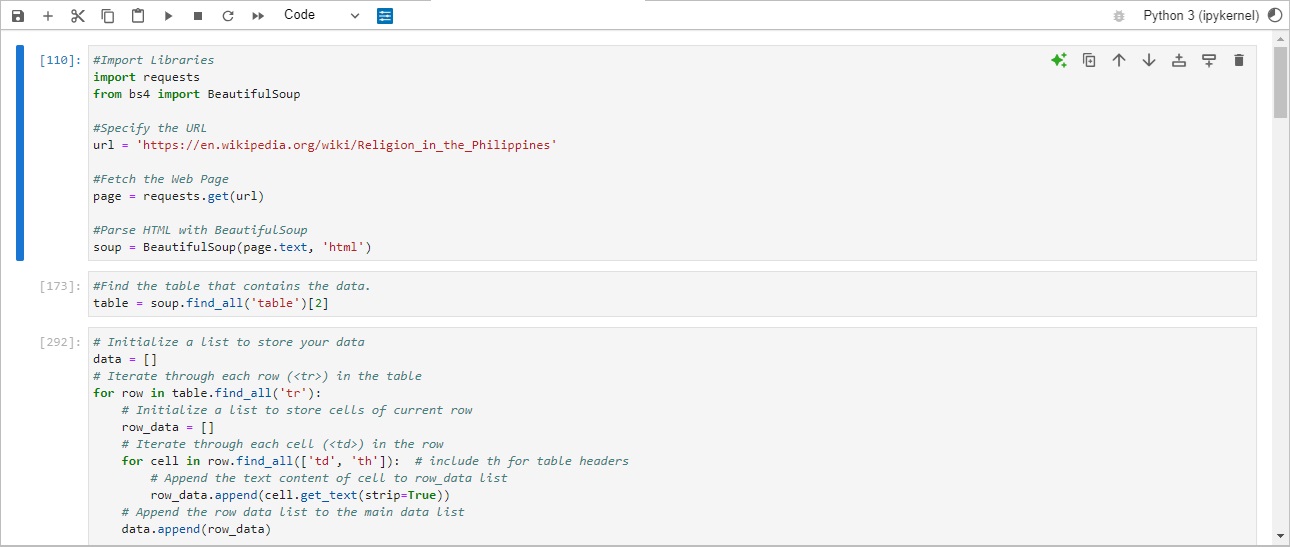 Code
Python 3 (ipykernel)
[110]:
#Import Libraries
import requests
from bs4 import BeautifulSoup

#Specify the URL
url = 'https://en.wikipedia.org/wiki/Religion_in_the_Philippines'

#Fetch the Web Page
page = requests.get(url)

#Parse HTML with BeautifulSoup
soup = BeautifulSoup(page.text, 'html')
[173]:
#Find the table that contains the data.
table = soup.find_all('table')[2]
[292]:
# Initialize a list to store your data
data = []
# Iterate through each row (<tr>) in the table
for row in table.find_all('tr'):
    # Initialize a list to store cells of current row
    row_data = []
    # Iterate through each cell (<td>) in the row
    for cell in row.find_all(['td', 'th']):  # include th for table headers
        # Append the text content of cell to row_data list
        row_data.append(cell.get_text(strip=True))
    # Append the row data list to the main data list
    data.append(row_data)